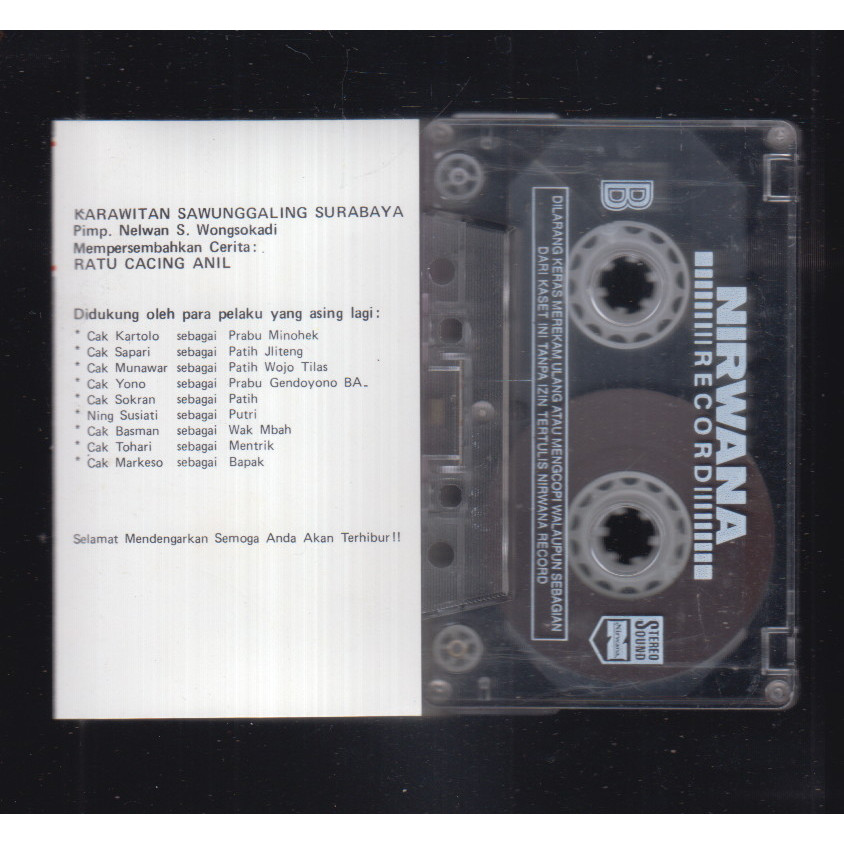 KARAWITAN SAWUNGGALING SURABAYA
Pimp. Nelwan S. Wongsokadi
Mempersembahkan Cerita:
RATU CACING ANIL
Didukung oleh para pelaku yang asing lagi:
* Cak Kartolo sebagai Prabu Minohek
* Cak Sapari sebagai Patih Jliteng
* Cak Munawar sebagai Patih Wojo Tilas
* Cak Yono sebagai Prabu Gendoyono BA.
* Cak Sokran sebagai Patih
* Ning Susiati sebagai Putri
* Cak Basman sebagai Wak Mbah
* Cak Tohari sebagai Mentrik
* Cak Markeso sebagai Bapak
Selamat Mendengarkan Semoga Anda Akan Terhibur!!
B
NIRWANA
RECORD
DILARANG KERAS MEREKAM ULANG ATAU MENGCOPI WALAUPUN SEBAGIAN
DARI KASET INI TANPA IZIN TERTULIS NIRWANA RECORD
STEREO
SOUND
Nirwana